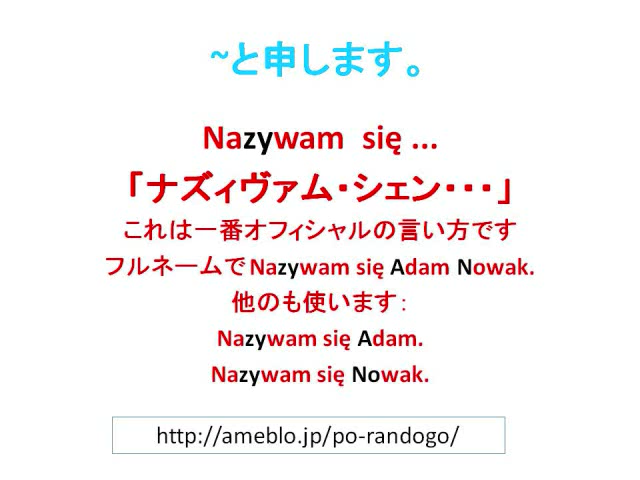 ~と申します。
Nazywam się ...
「ナズィヴァム・シェン・・・」
これは一番オフィシャルの言い方です
フルネームでNazywam się Adam Nowak.
他のも使います：
Nazywam się Adam.
Nazywam się Nowak.
http://ameblo.jp/po-randogo/